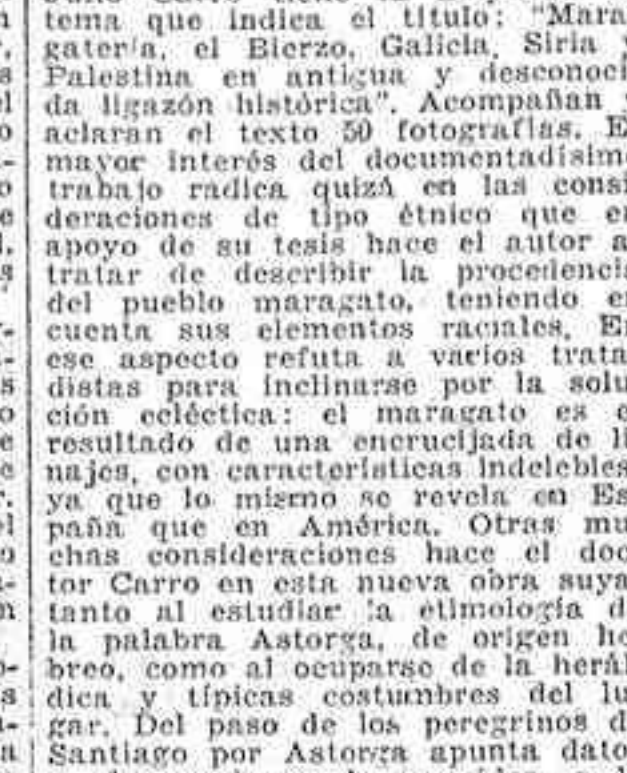 tema que indica el título: "Mara
gatería, el Bierzo, Galicia, Siria y
Palestina en antigua y desconoci
da ligazón histórica". Acompañan
aclaran el texto 50 fotografías. E
mayor interés del documentadísimo
trabajo radica quizá en las consi
deraciones de tipo étnico que en
apoyo de su tesis hace el autor a
tratar de describir la procedencia
del pueblo maragato, teniendo en
cuenta sus elementos raciales. En
ese aspecto refuta a varios trata
distas para inclinarse por la solu
ción ecléctica: el maragato es e
resultado de una encrucijada de li
najes, con características indelebles,
ya que lo mismo se revela en Es
paña que en América. Otras mu
chas consideraciones hace el doc
tor Carro en esta nueva obra suya,
tanto al estudiar la etimología d
la palabra Astorga, de origen he
breo, como al ocuparse de la herál
dica y típicas costumbres del lu
gar. Del paso de los peregrinos d
Santiago por Astorga apunta dato